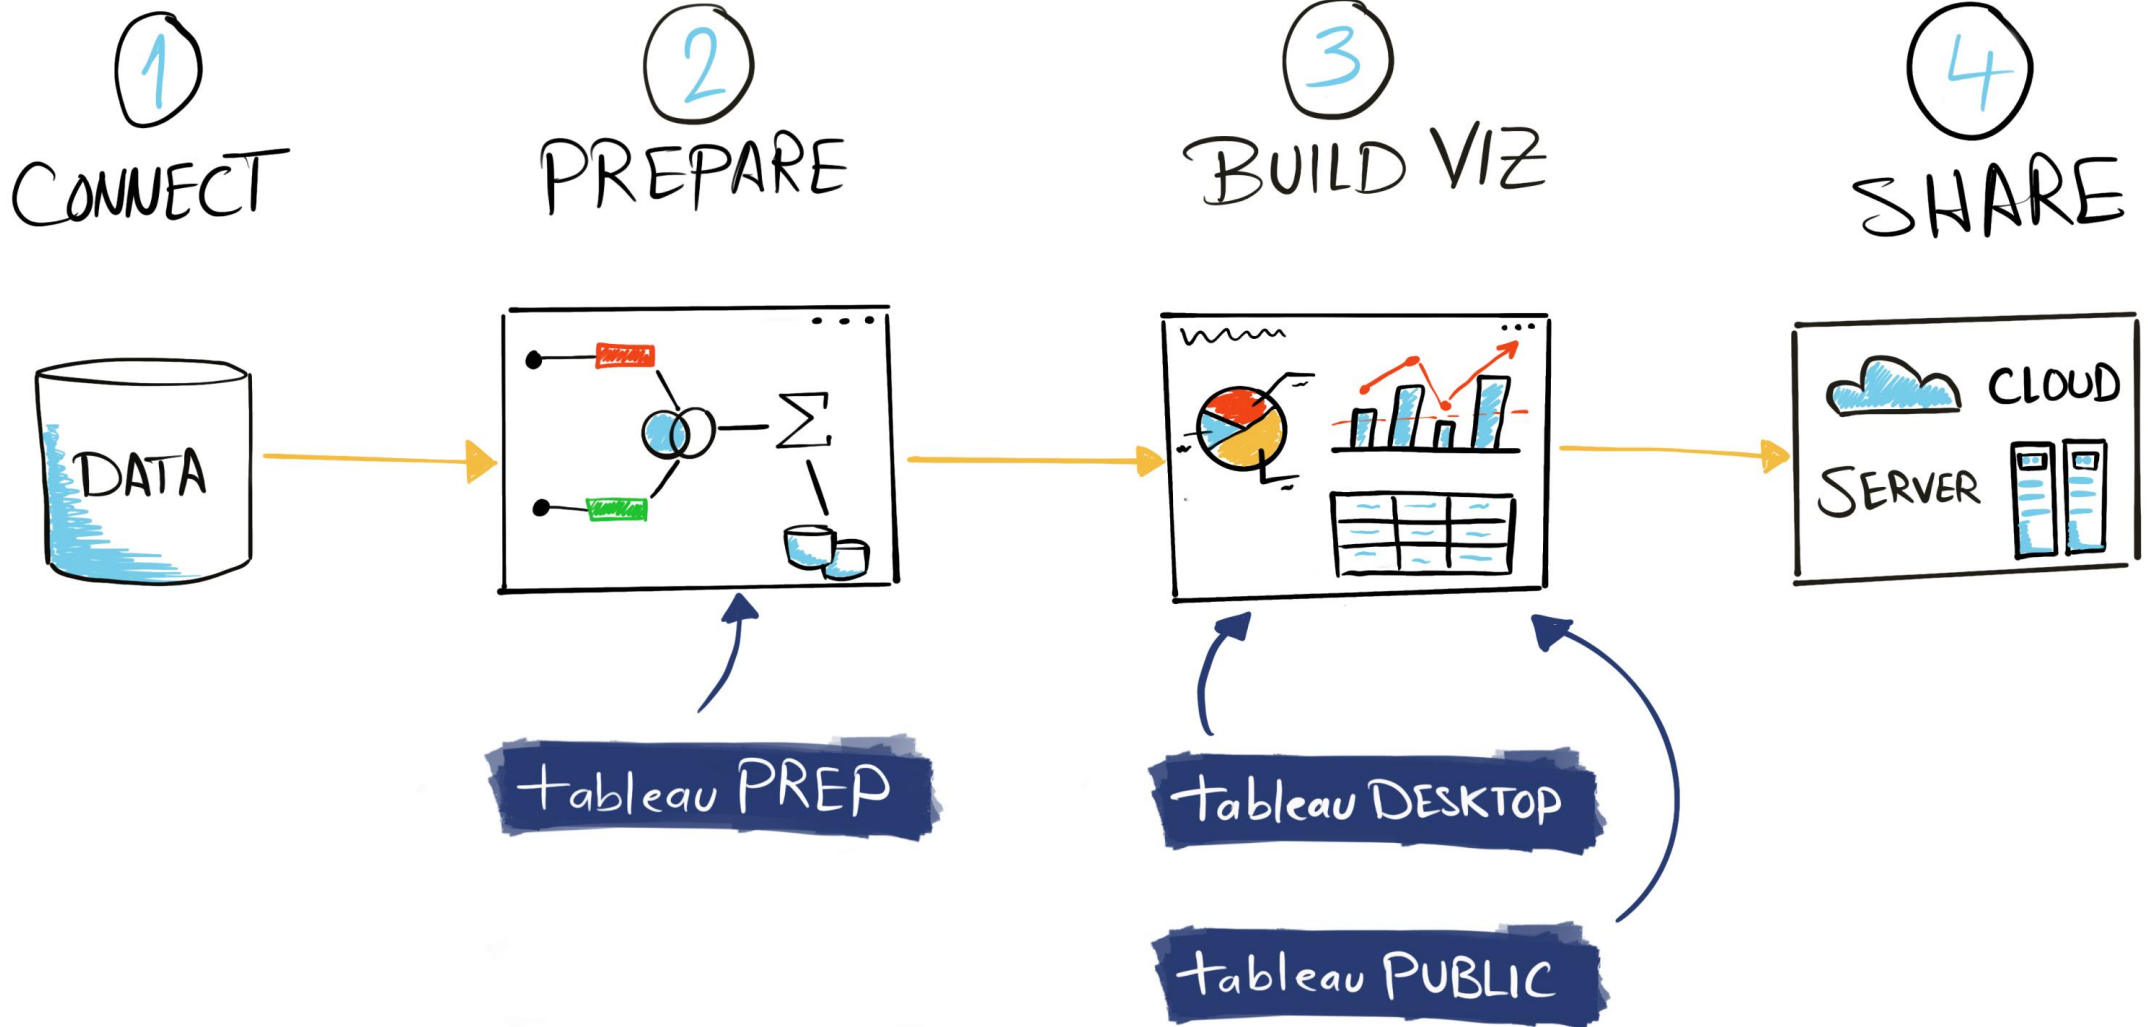 1
CONNECT
2
PREPARE
3
BUILD VIZ
4
SHARE
DATA
Σ
CLOUD
SERVER
tableau PREP
tableau DESKTOP
tableau PUBLIC